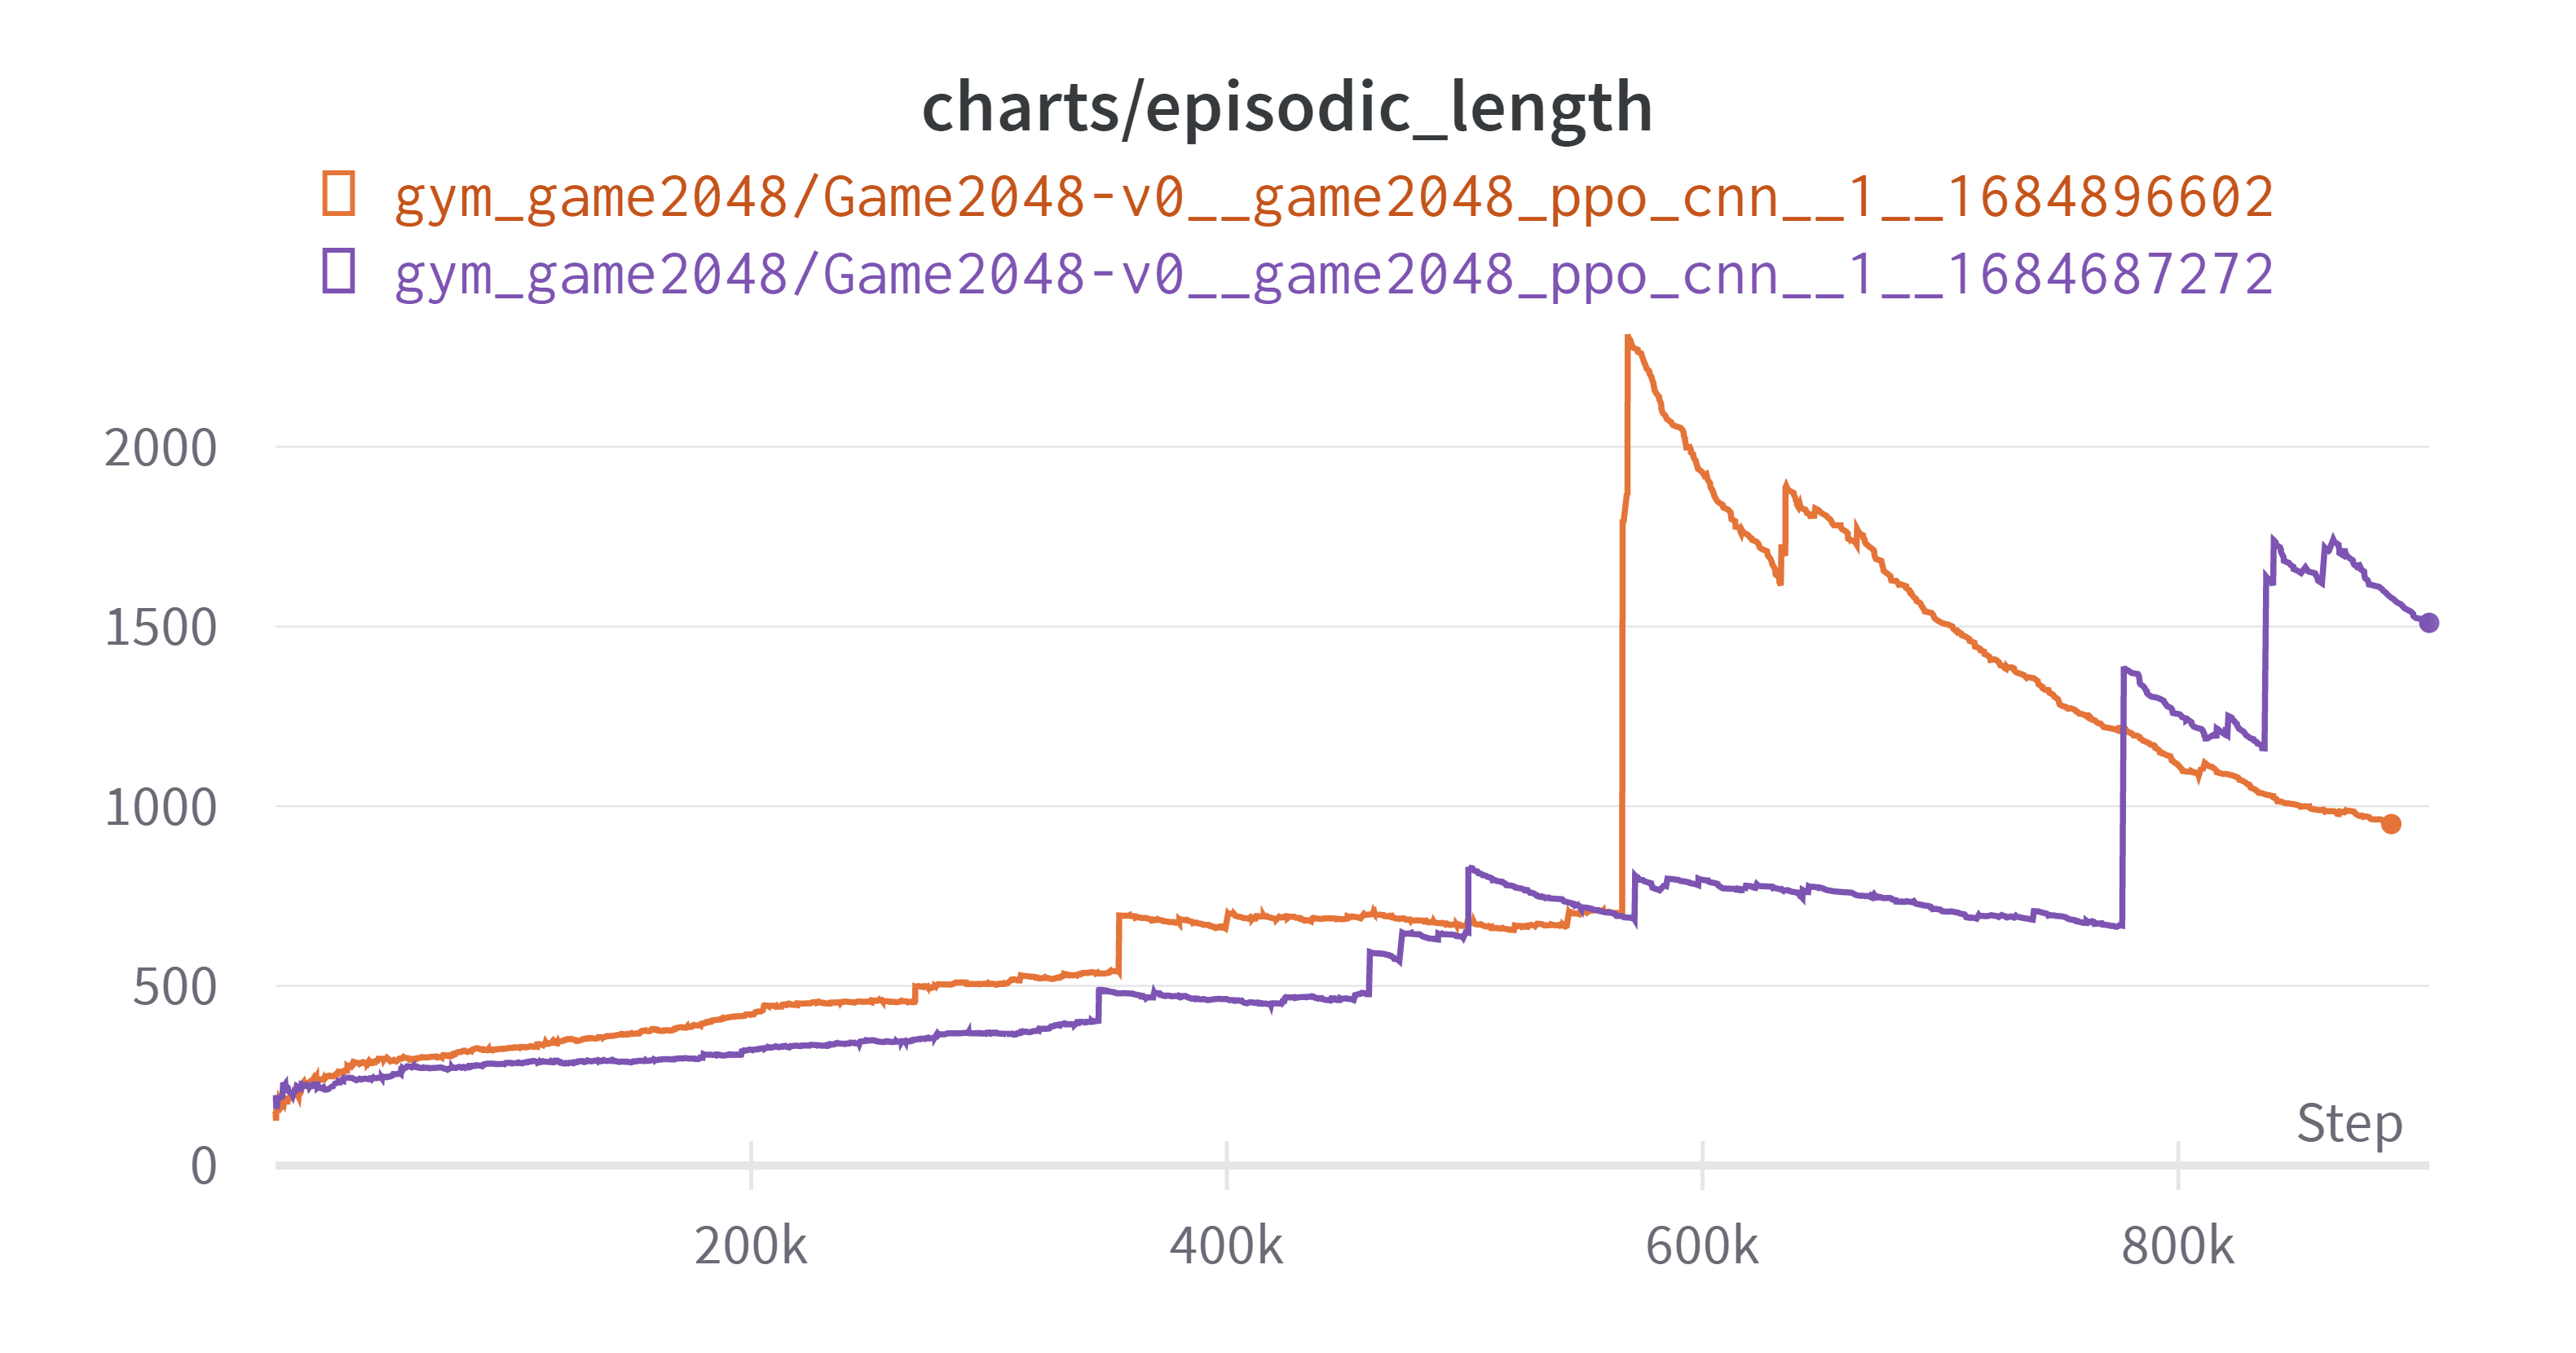 charts/episodic_length
gym_game2048/Game2048-v0__game2048_ppo_cnn__1__1684896602
gym_game2048/Game2048-v0__game2048_ppo_cnn__1__1684687272
2000
1500
1000
500
0
Step
200k 400k 600k 800k